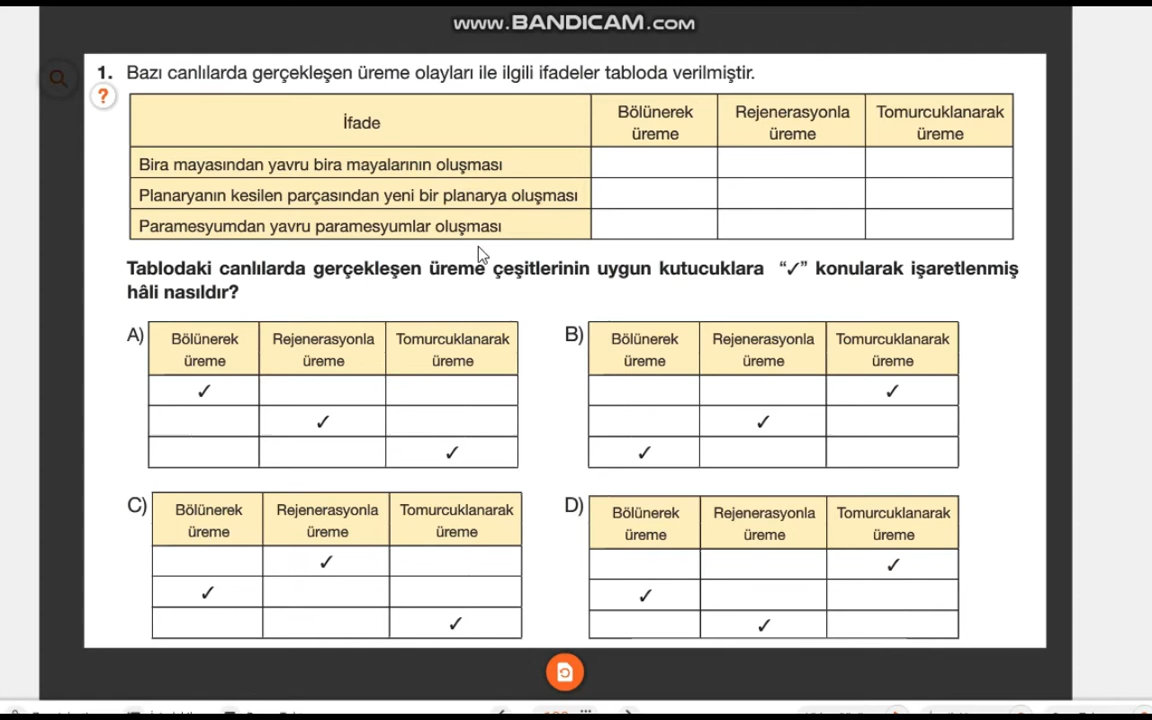 www.BANDICAM.com
1. Bazı canlılarda gerçekleşen üreme olayları ile ilgili ifadeler tabloda verilmiştir.
?
İfade
Bölünerek üreme
Rejenerasyonla üreme
Tomurcuklanarak üreme
Bira mayasından yavru bira mayalarının oluşması
Planaryanın kesilen parçasından yeni bir planarya oluşması
Paramesyumdan yavru paramesyumlar oluşması
Tablodaki canlılarda gerçekleşen üreme çeşitlerinin uygun kutucuklara "✓" konularak işaretlenmiş
hâli nasıldır?
A)
Bölünerek üreme
Rejenerasyonla üreme
Tomurcuklanarak üreme
✓
✓
✓
B)
Bölünerek üreme
Rejenerasyonla üreme
Tomurcuklanarak üreme
✓
✓
✓
C)
Bölünerek üreme
Rejenerasyonla üreme
Tomurcuklanarak üreme
✓
✓
✓
D)
Bölünerek üreme
Rejenerasyonla üreme
Tomurcuklanarak üreme
✓
✓
✓